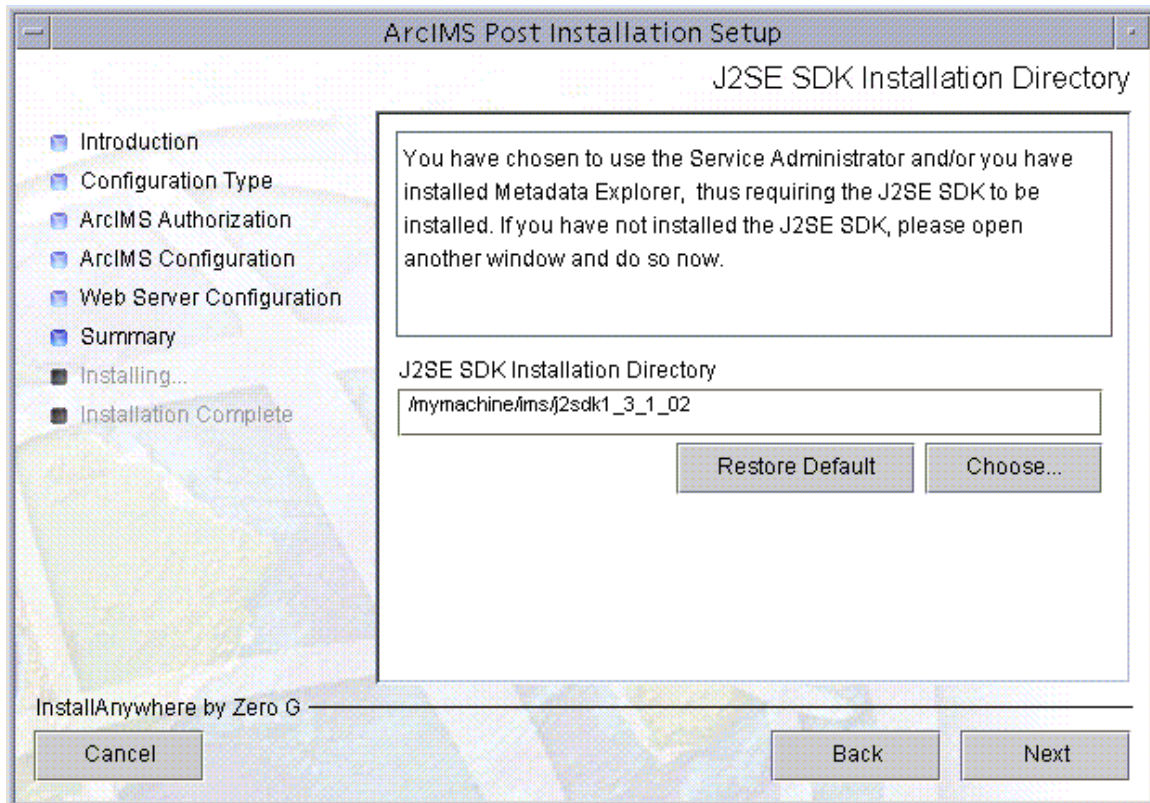 ArcIMS Post Installation Setup
J2SE SDK Installation Directory
Introduction
Configuration Type
ArcIMS Authorization
ArcIMS Configuration
Web Server Configuration
Summary
Installing...
Installation Complete
You have chosen to use the Service Administrator and/or you have
installed Metadata Explorer, thus requiring the J2SE SDK to be
installed. If you have not installed the J2SE SDK, please open
another window and do so now.
J2SE SDK Installation Directory
/mymachine/ims/j2sdk1_3_1_02
Restore Default
Choose...
InstallAnywhere by Zero G
Cancel
Back
Next